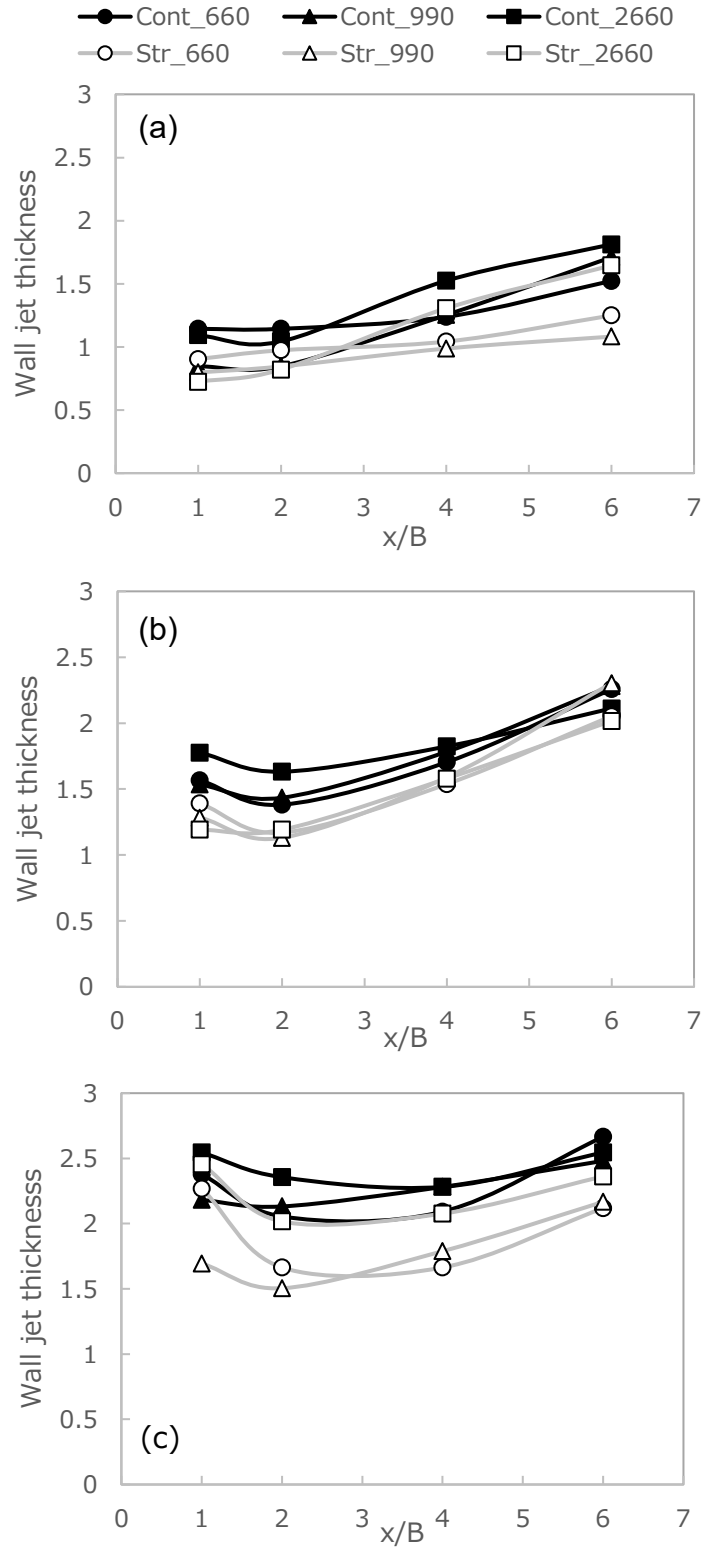 Cont_660 Cont_990 Cont_2660
Str_660 Str_990 Str_2660
(a)
Wall jet thickness
3
2.5
2
1.5
1
0.5
0
0 1 2 3 4 5 6 7
x/B
(b)
Wall jet thickness
3
2.5
2
1.5
1
0.5
0
0 1 2 3 4 5 6 7
x/B
(c)
Wall jet thicknesss
3
2.5
2
1.5
1
0.5
0
0 1 2 3 4 5 6 7
x/B